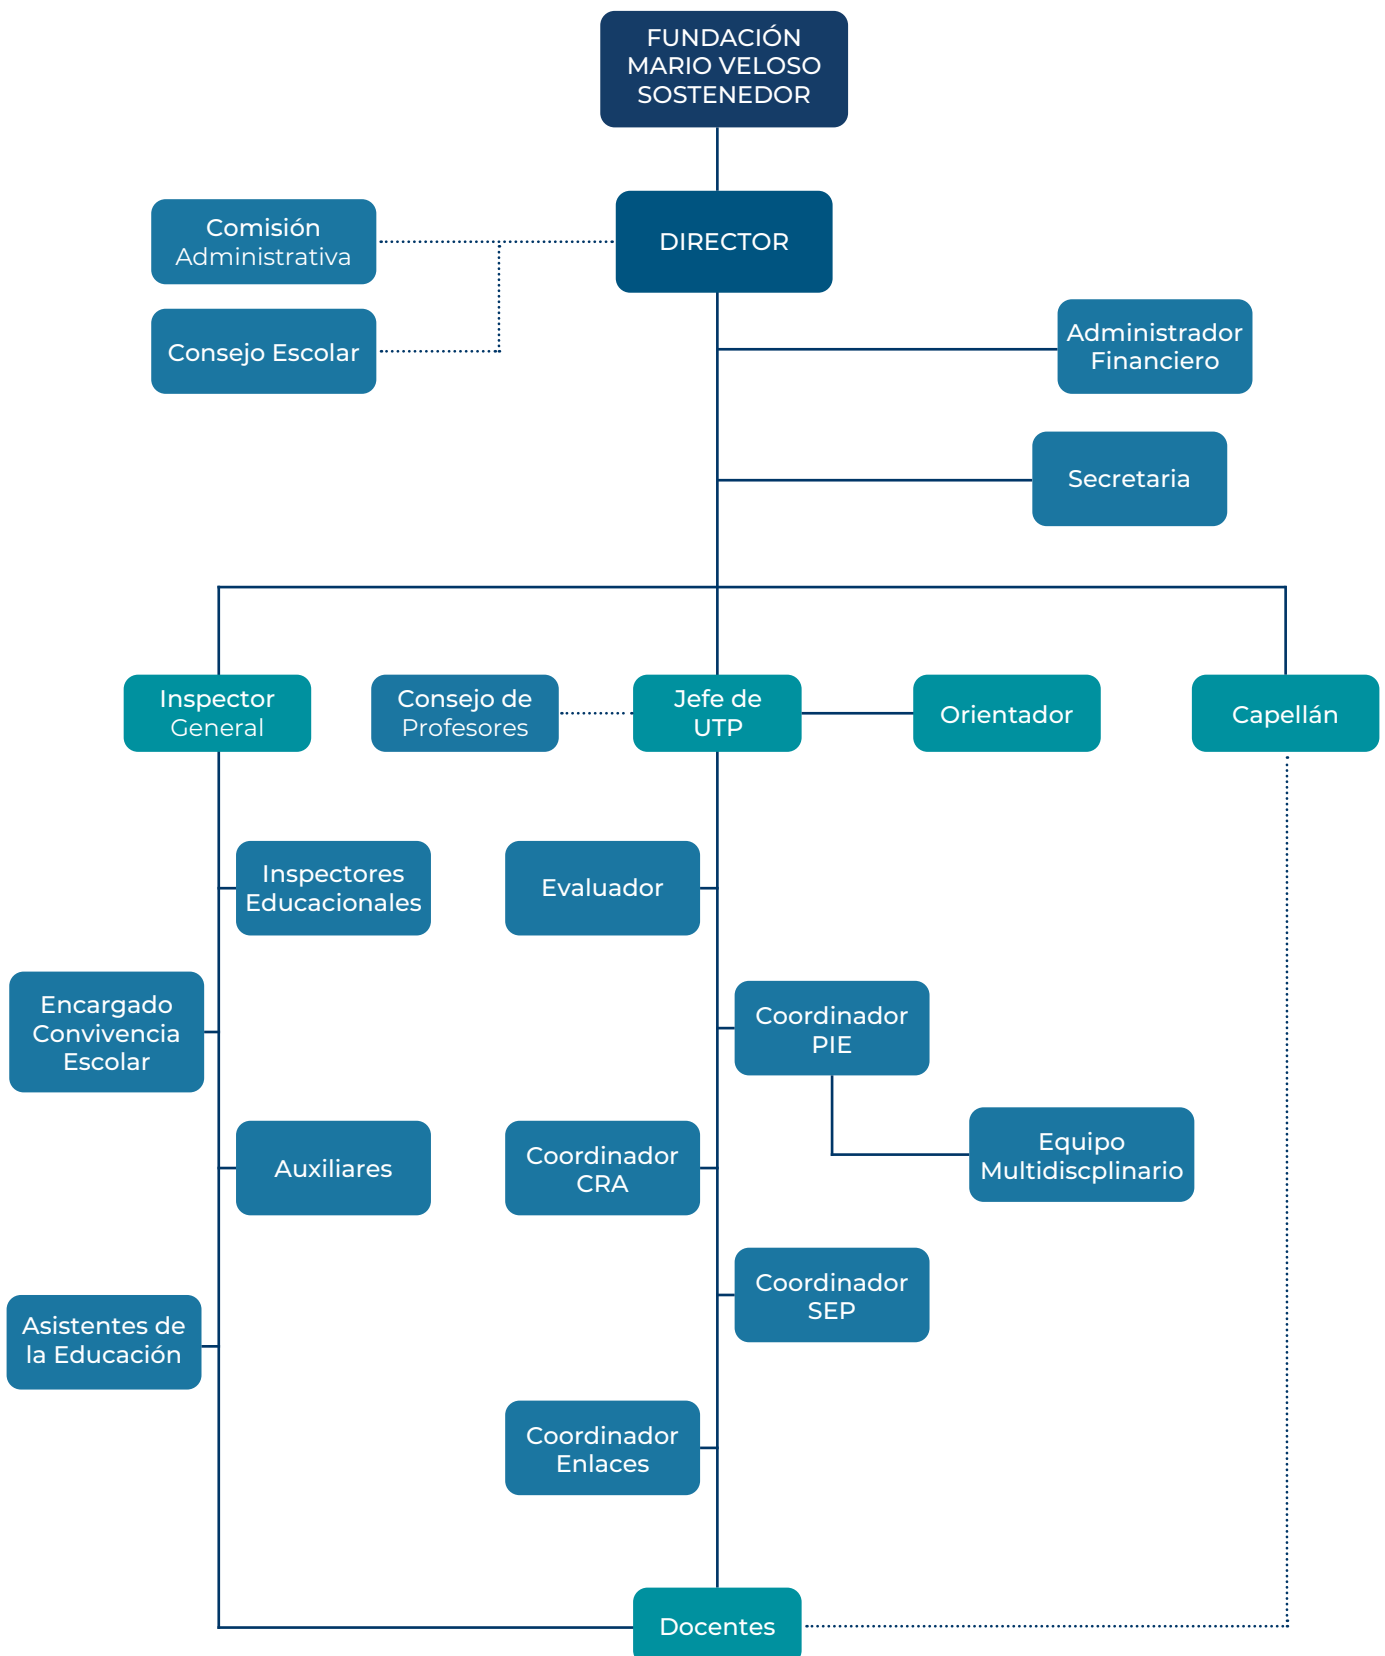 FUNDACIÓN
MARIO VELOSO
SOSTENEDOR
DIRECTOR
Comisión
Administrativa
Consejo Escolar
Administrador
Financiero
Secretaria
Inspector
General
Consejo de
Profesores
Jefe de
UTP
Orientador
Capellán
Inspectores
Educacionales
Evaluador
Encargado
Convivencia
Escolar
Coordinador
PIE
Auxiliares
Coordinador
CRA
Equipo
Multidiscplinario
Coordinador
SEP
Asistentes de
la Educación
Coordinador
Enlaces
Docentes